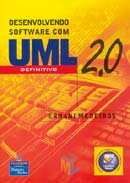 DESENVOLVENDO
SOFTWARE COM
UML
2.0
DEFINITIVO
ERNANI MEDEIROS